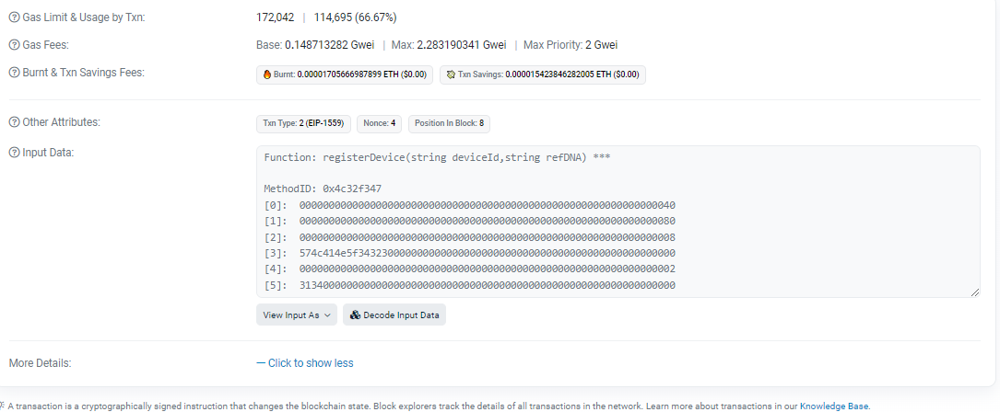 Gas Limit & Usage by Txn: 172,042 | 114,695 (66.67%)
Gas Fees: Base: 0.148713282 Gwei | Max: 2.283190341 Gwei | Max Priority: 2 Gwei
Burnt & Txn Savings Fees: Burnt: 0.00001705666987899 ETH ($0.00) Txn Savings: 0.000015423846282005 ETH ($0.00)
Other Attributes: Txn Type: 2 (EIP-1559) Nonce: 4 Position In Block: 8
Input Data:
Function: registerDevice(string deviceId,string refDNA) ***
MethodID: 0x4c32f347
[0]: 0000000000000000000000000000000000000000000000000000000000000040
[1]: 0000000000000000000000000000000000000000000000000000000000000080
[2]: 0000000000000000000000000000000000000000000000000000000000000008
[3]: 574c414e5f343230000000000000000000000000000000000000000000000000
[4]: 0000000000000000000000000000000000000000000000000000000000000002
[5]: 3134000000000000000000000000000000000000000000000000000000000000
View Input As Decode Input Data
More Details: — Click to show less
A transaction is a cryptographically signed instruction that changes the blockchain state. Block explorers track the details of all transactions in the network. Learn more about transactions in our Knowledge Base.